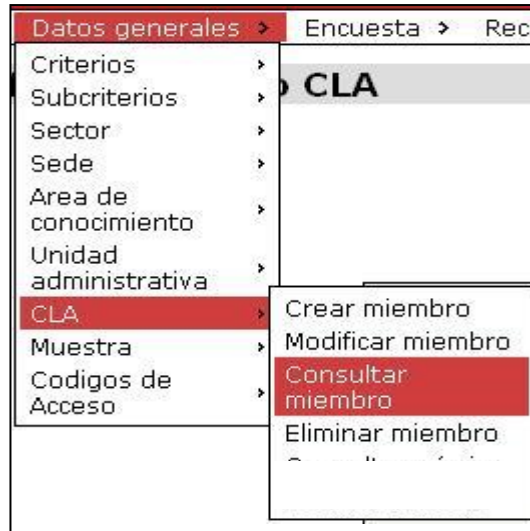 Datos generales Encuesta Rec
Criterios
CLA
Subcriterios
Sector
Sede
Area de
conocimiento
Unidad
administrativa
CLA
Crear miembro
Muestra
Modificar miembro
Codigos de
Acceso
Consultar
miembro
Eliminar miembro